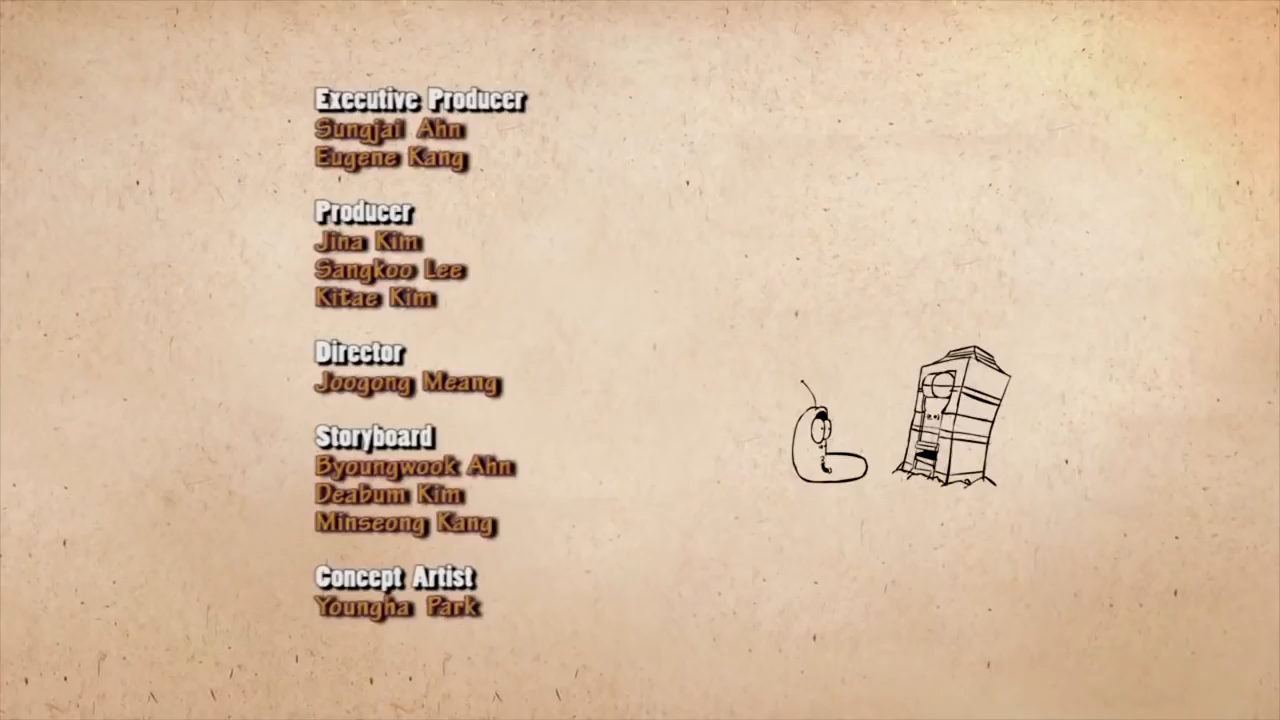 Executive Producer
Sungjai Ahn
Eugene Kang
Producer
Jina Kim
Sangkoo Lee
Kitae Kim
Director
Joogong Meang
Storyboard
Byoungwook Ahn
Deabum Kim
Minseong Kang
Concept Artist
Youngha Park